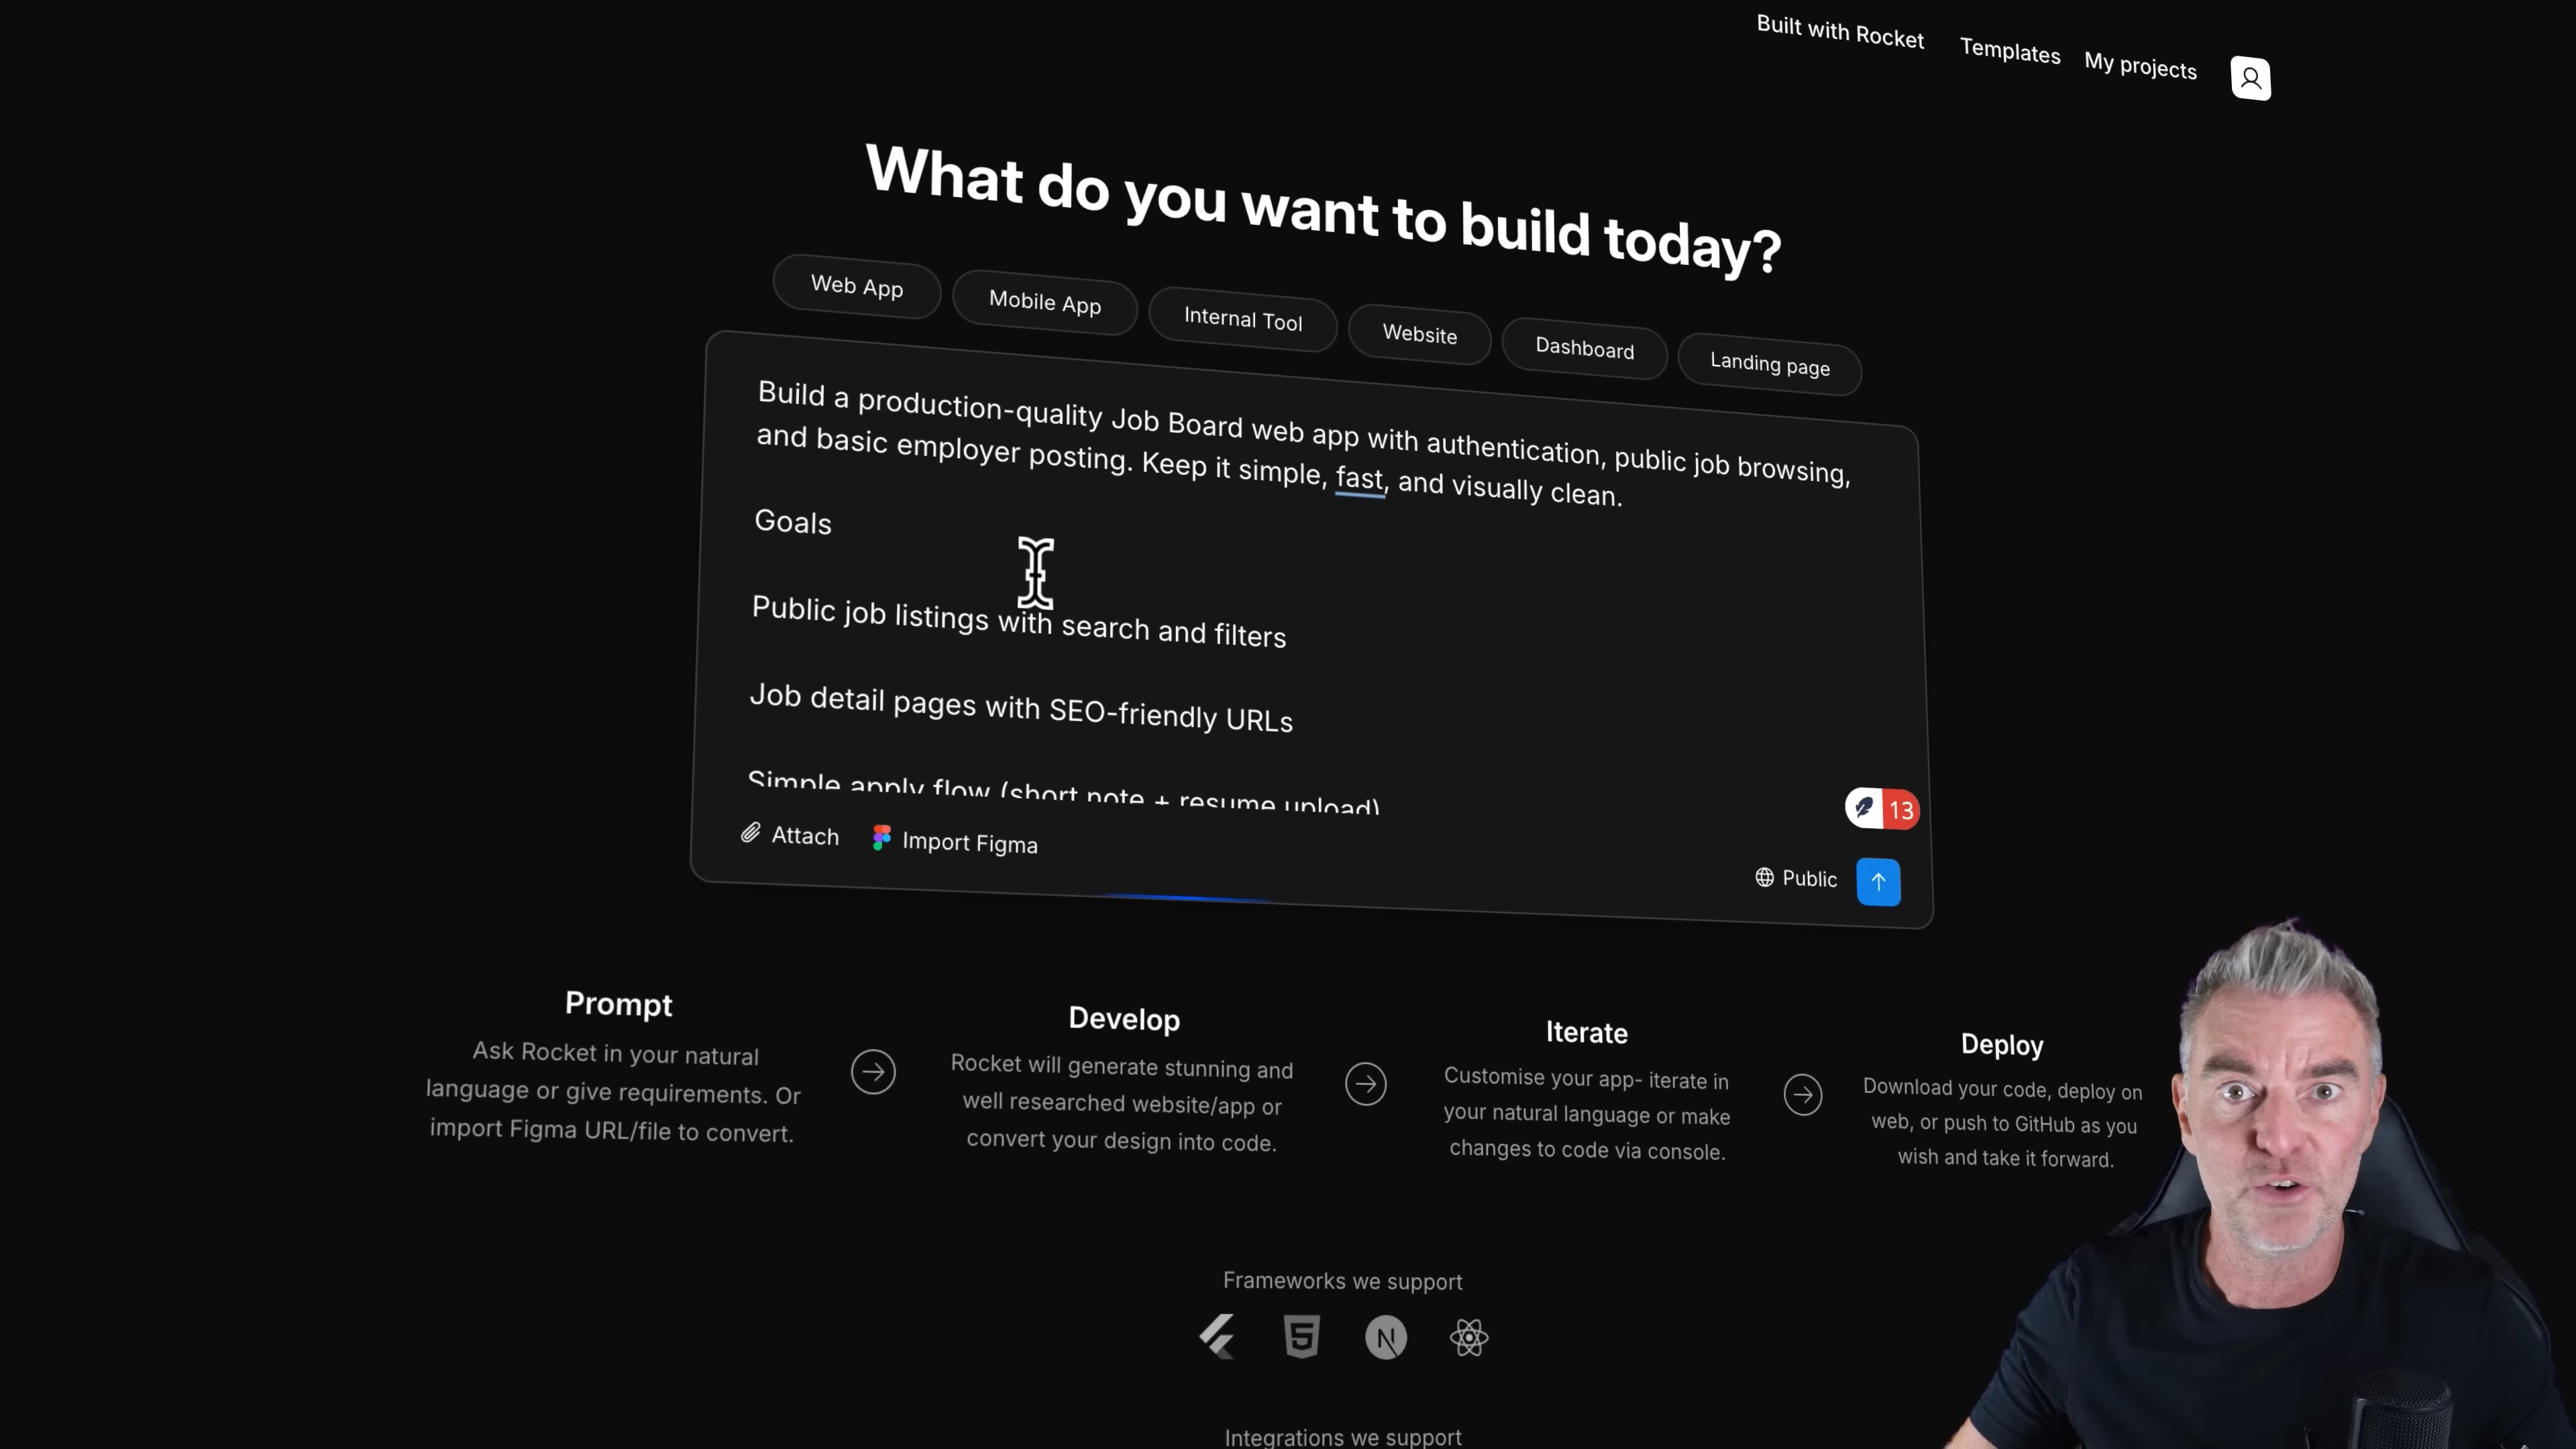 Built with Rocket
Templates
My projects
What do you want to build today?
Web App
Mobile App
Internal Tool
Website
Dashboard
Landing page
Build a production-quality Job Board web app with authentication, public job browsing,
and basic employer posting. Keep it simple, fast, and visually clean.
Goals
Public job listings with search and filters
Job detail pages with SEO-friendly URLs
Simple apply flow (short note + resume upload)
13
Attach
Import Figma
Public
Prompt
Ask Rocket in your natural
language or give requirements. Or
import Figma URL/file to convert.
Develop
Rocket will generate stunning and
well researched website/app or
convert your design into code.
Iterate
Customise your app- iterate in
your natural language or make
changes to code via console.
Deploy
Download your code, deploy on
web, or push to GitHub as you
wish and take it forward.
Frameworks we support
5
N
Integrations we support